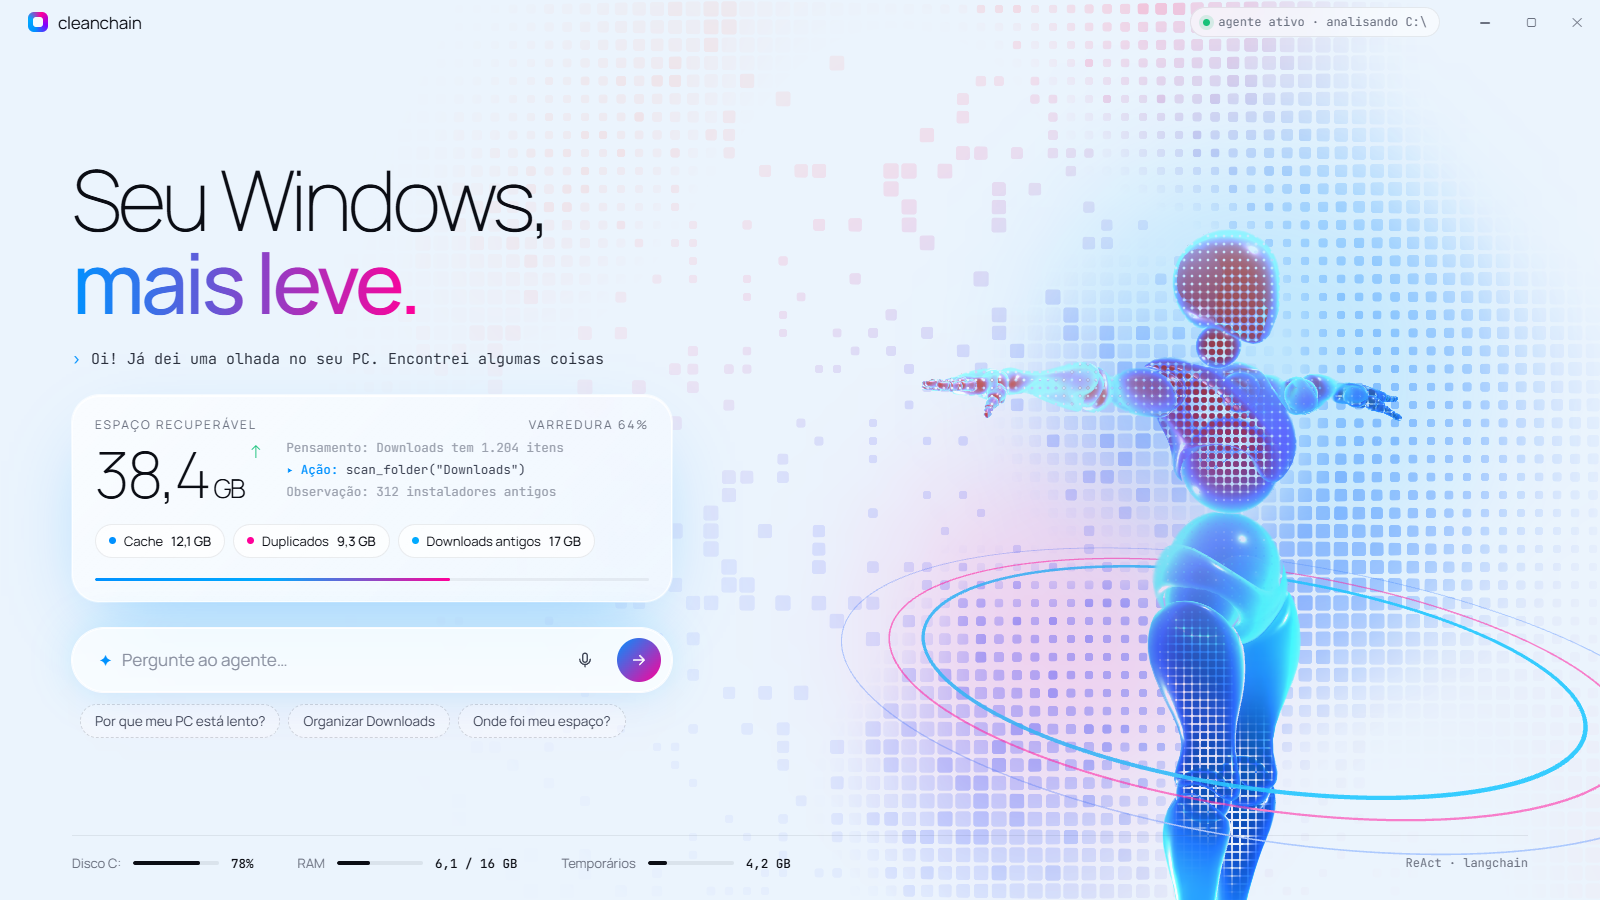 cleanchain
agente ativo · analisando C:\
Seu Windows,
mais leve.
› Oi! Já dei uma olhada no seu PC. Encontrei algumas coisas
ESPAÇO RECUPERÁVEL
VARREDURA 64%
38,4 GB ↑
Pensamento: Downloads tem 1.204 itens
▸ Ação: scan_folder("Downloads")
Observação: 312 instaladores antigos
Cache 12,1 GB
Duplicados 9,3 GB
Downloads antigos 17 GB
Pergunte ao agente...
Por que meu PC está lento?
Organizar Downloads
Onde foi meu espaço?
Disco C: 78%
RAM 6,1 / 16 GB
Temporários 4,2 GB
ReAct · langchain